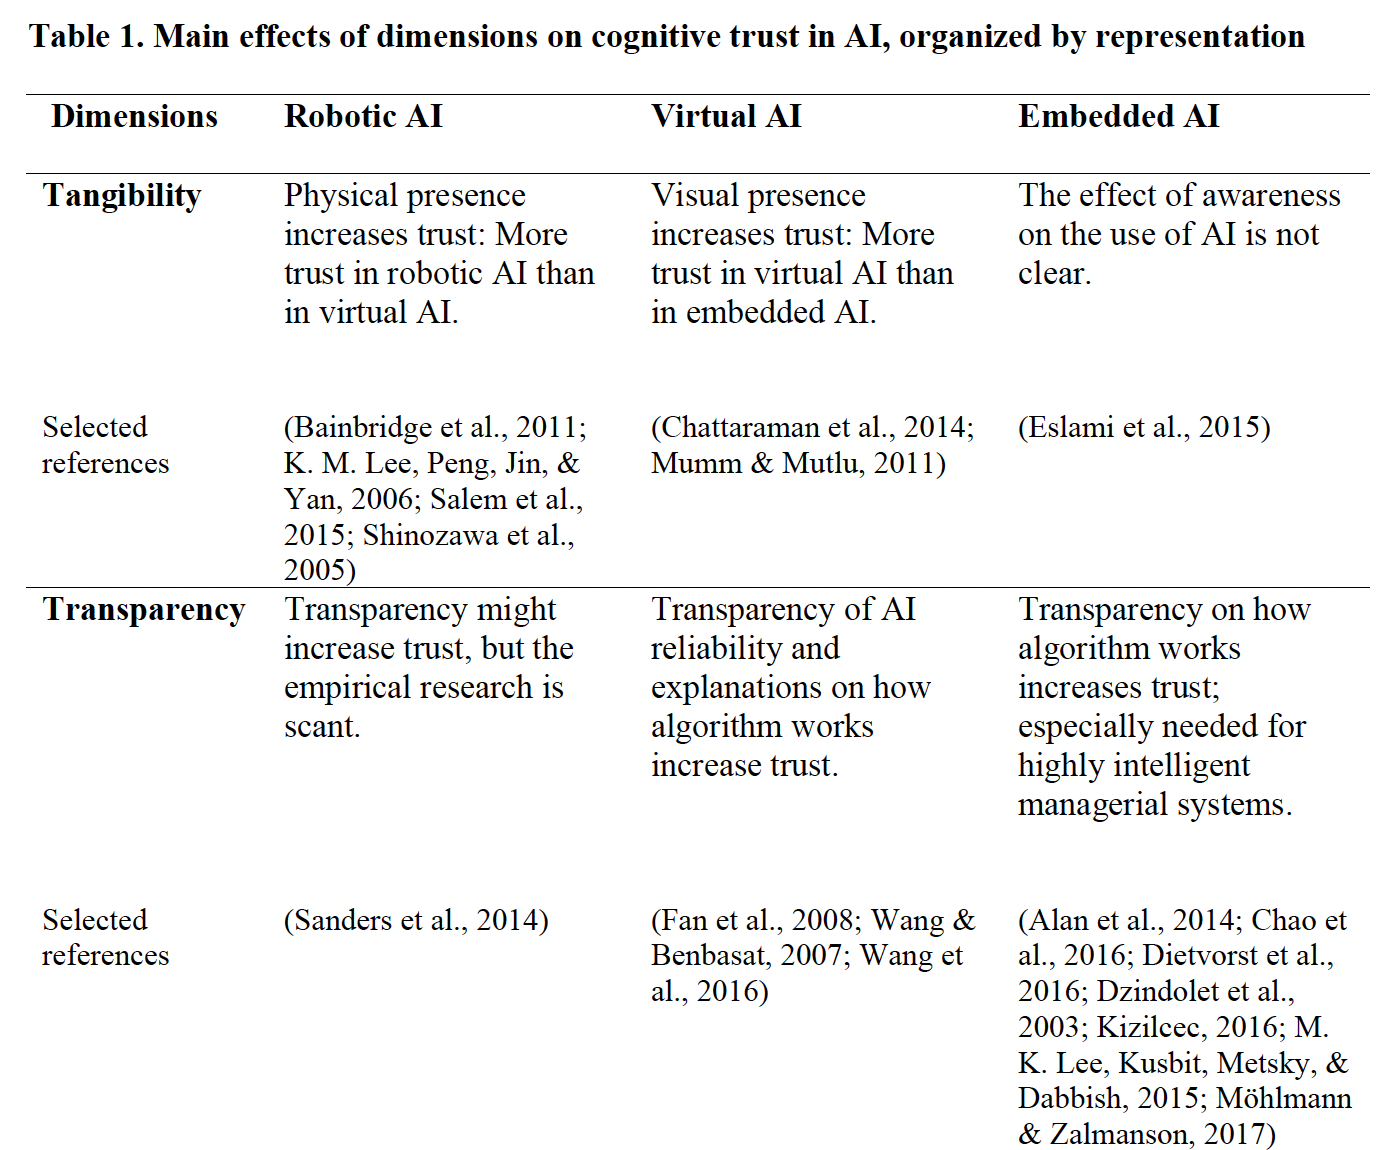 Table 1. Main effects of dimensions on cognitive trust in AI, organized by representation
Dimensions
Robotic AI
Virtual AI
Embedded AI
Tangibility
Physical presence
increases trust: More
trust in robotic AI than
in virtual AI.
Visual presence
increases trust: More
trust in virtual AI than
in embedded AI.
The effect of awareness
on the use of AI is not
clear.
Selected
references
(Bainbridge et al., 2011;
K. M. Lee, Peng, Jin, &
Yan, 2006; Salem et al.,
2015; Shinozawa et al.,
2005)
(Chattaraman et al., 2014;
Mumm & Mutlu, 2011)
(Eslami et al., 2015)
Transparency
Transparency might
increase trust, but the
empirical research is
scant.
Transparency of AI
reliability and
explanations on how
algorithm works
increase trust.
Transparency on how
algorithm works
increases trust;
especially needed for
highly intelligent
managerial systems.
Selected
references
(Sanders et al., 2014)
(Fan et al., 2008; Wang &
Benbasat, 2007; Wang et
al., 2016)
(Alan et al., 2014; Chao et
al., 2016; Dietvorst et al.,
2016; Dzindolet et al.,
2003; Kizilcec, 2016; M.
K. Lee, Kusbit, Metsky, &
Dabbish, 2015; Möhlmann
& Zalmanson, 2017)